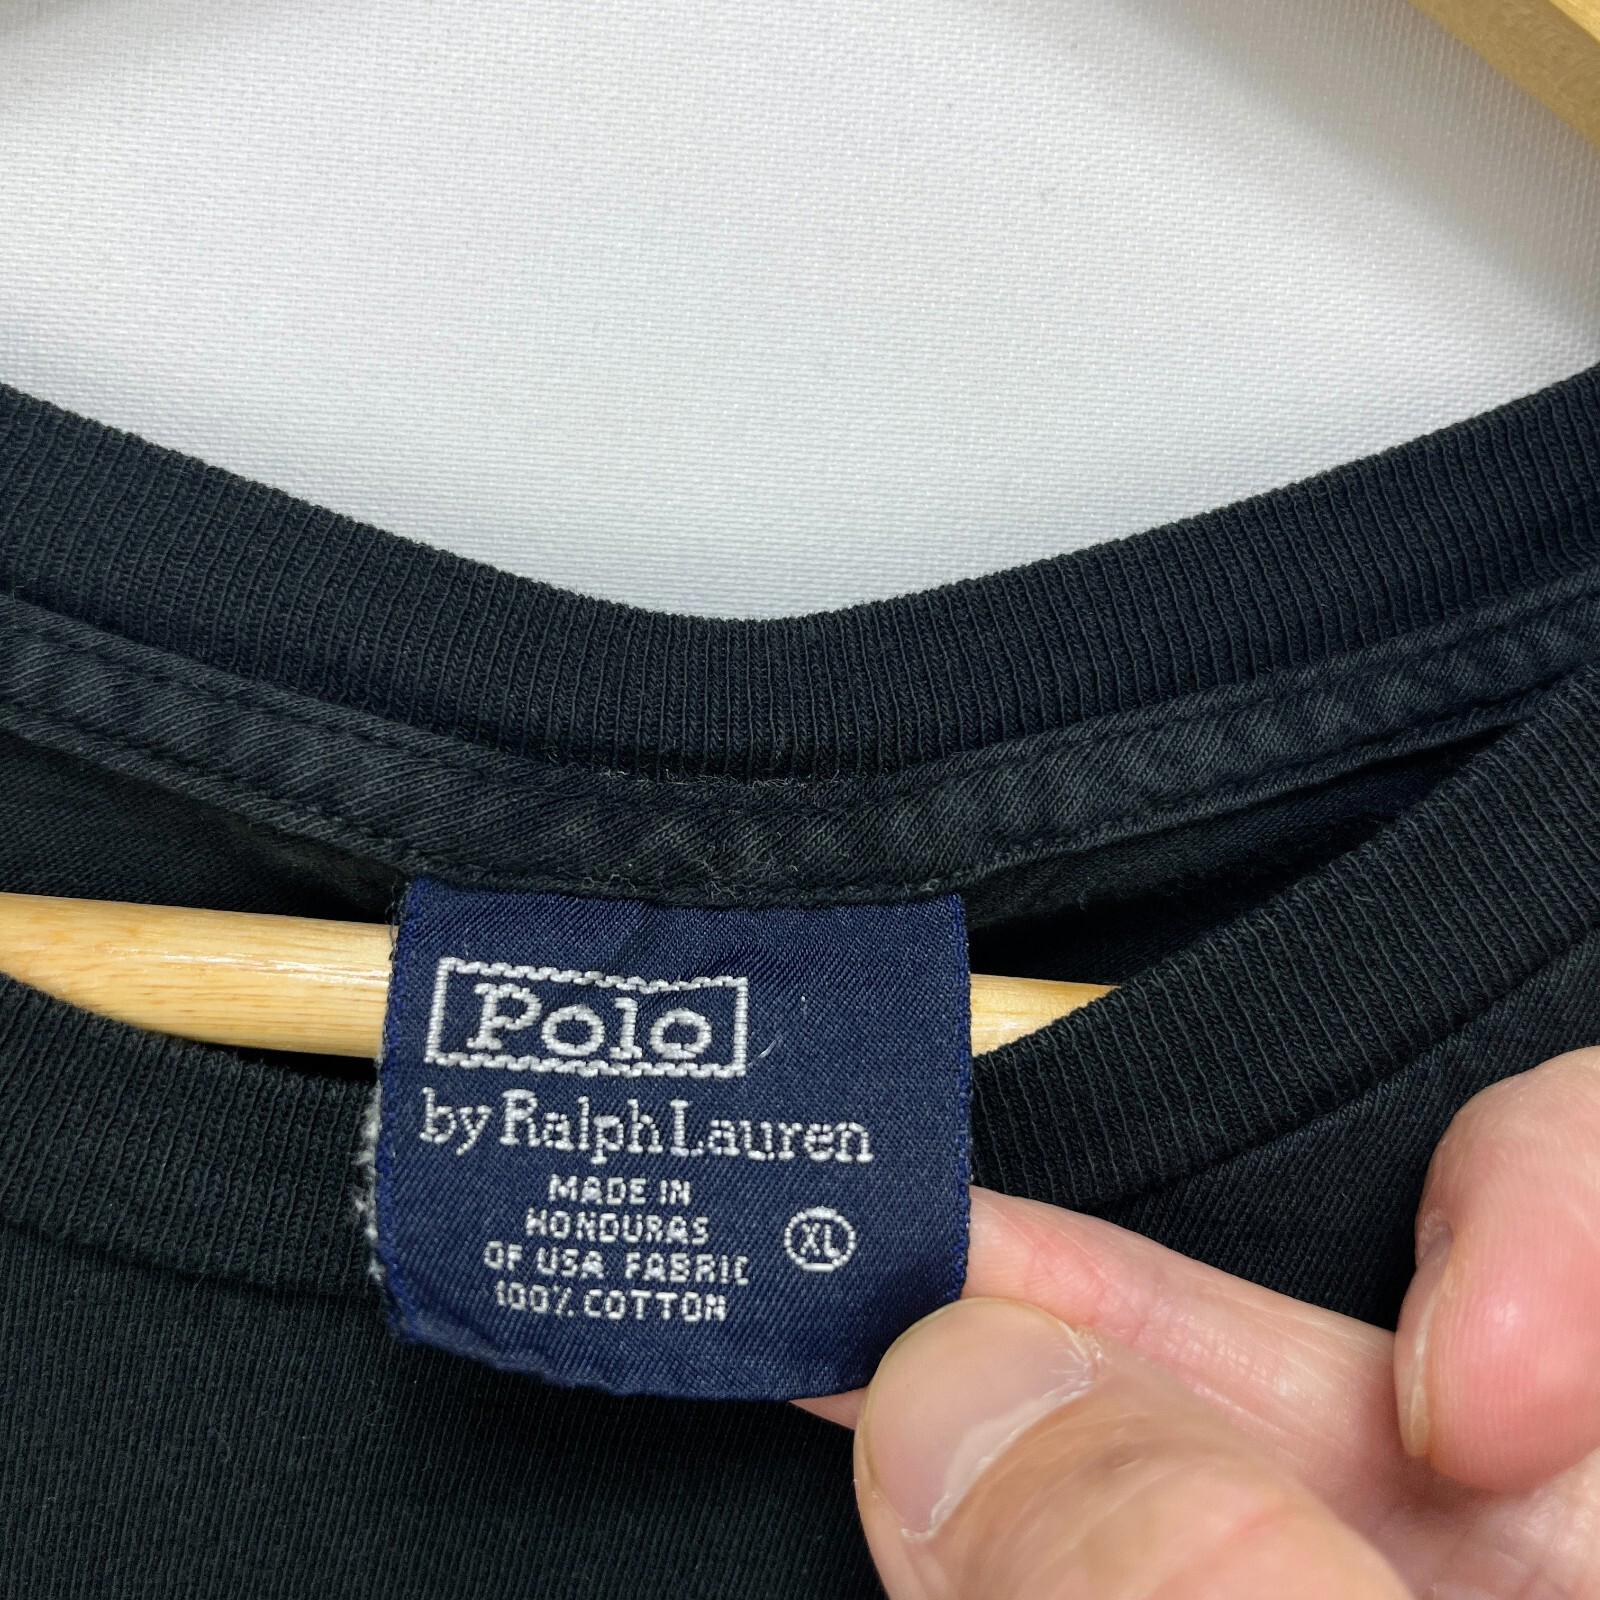 Polo
by Ralph Lauren
MADE IN
HONDURAS
OF USA FABRIC
100% COTTON
XL